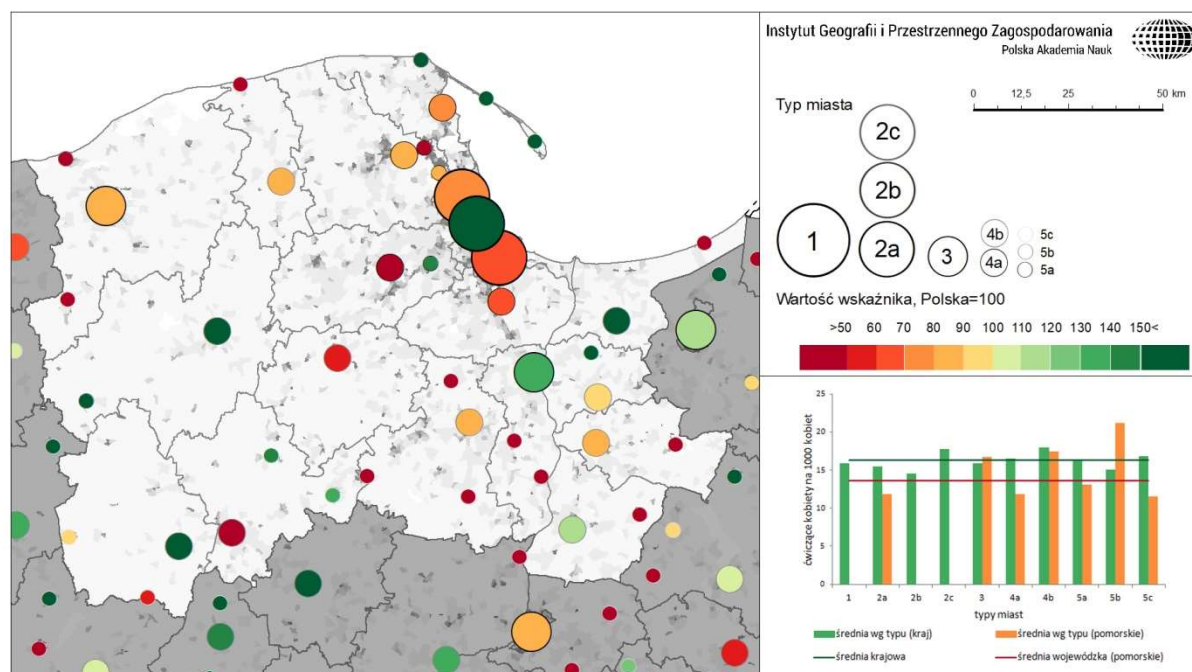 Instytut Geografii i Przestrzennego Zagospodarowania
Polska Akademia Nauk
0 12,5 25 50 km
Typ miasta
2c
2b
1
2a
3
4b
4a
5c
5b
5a
Wartość wskaźnika, Polska=100
>50 60 70 80 90 100 110 120 130 140 150<
ćwiczące kobiety na 1000 kobiet
25
20
15
10
5
0
1 2a 2b 2c 3 4a 4b 5a 5b 5c
typy miast
średnia wg typu (kraj)
średnia wg typu (pomorskie)
średnia krajowa
średnia wojewódzka (pomorskie)